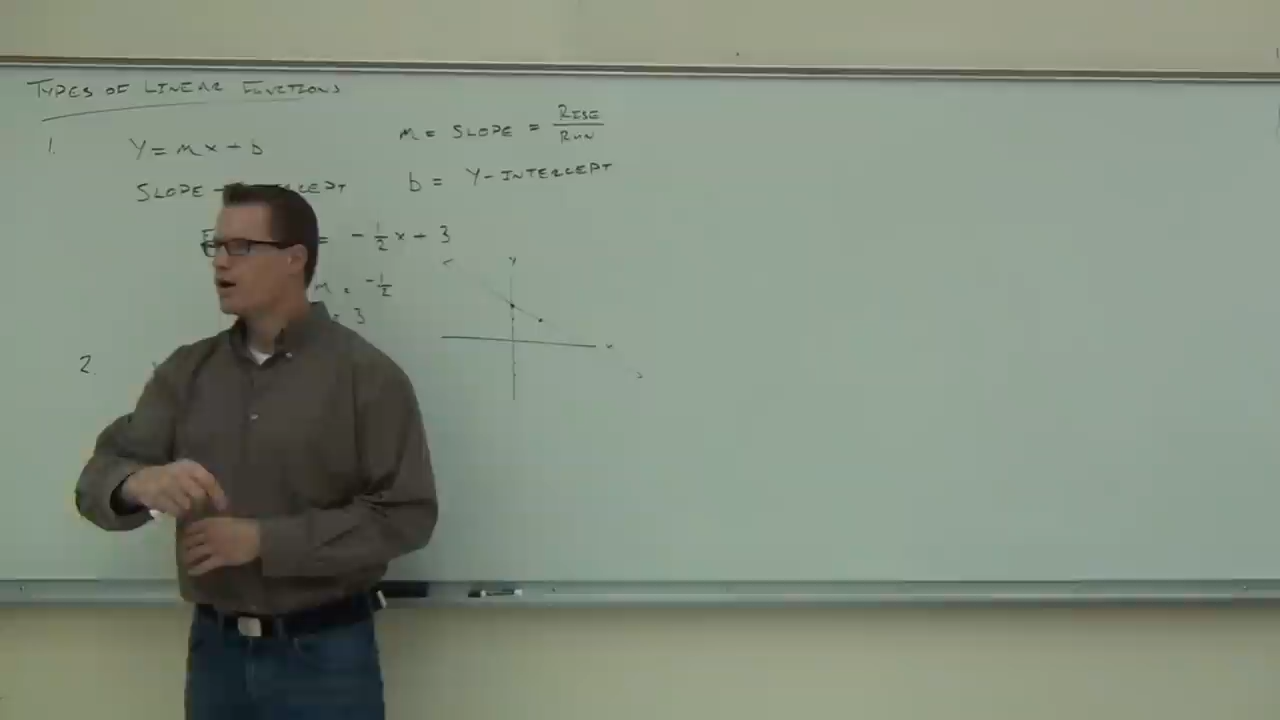 TYPES OF LINEAR FUNCTIONS
1. Y = mx + b
m = SLOPE = RISE/RUN
SLOPE -
b = Y-INTERCEPT
= -1/2 x + 3
m = -1/2
= 3
y
x
2.